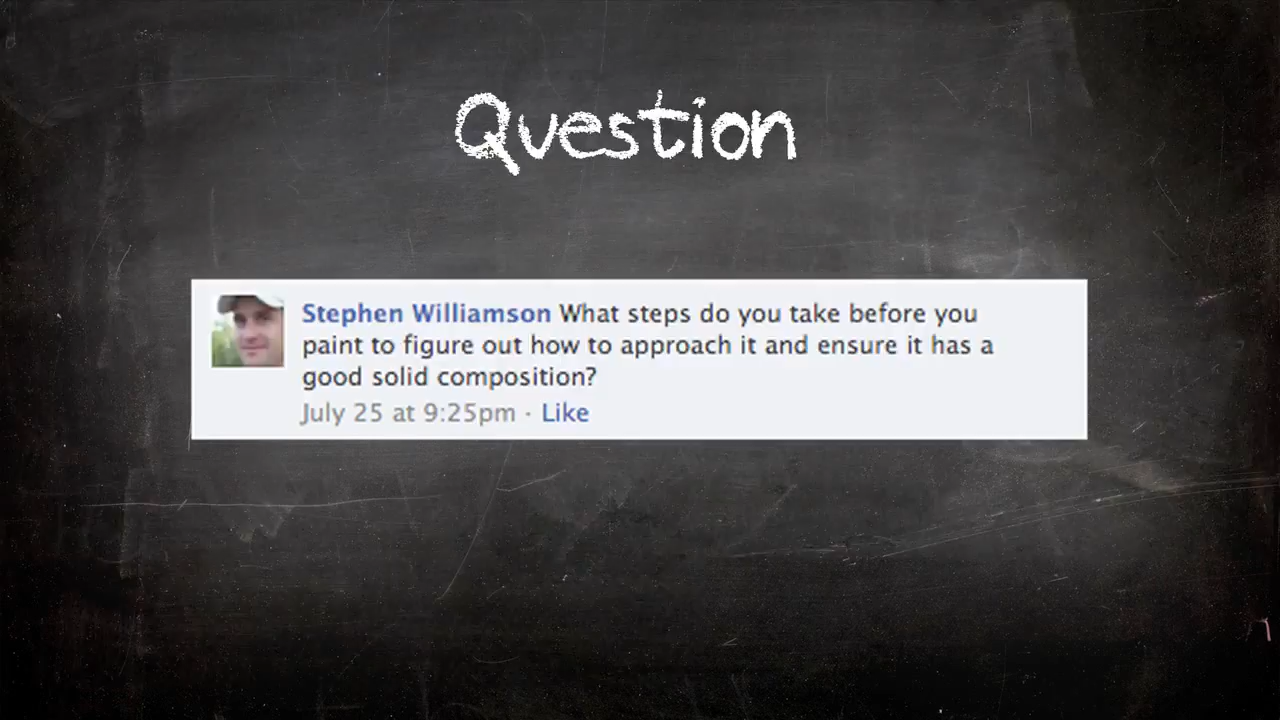 Question
Stephen Williamson What steps do you take before you
paint to figure out how to approach it and ensure it has a
good solid composition?
July 25 at 9:25pm · Like